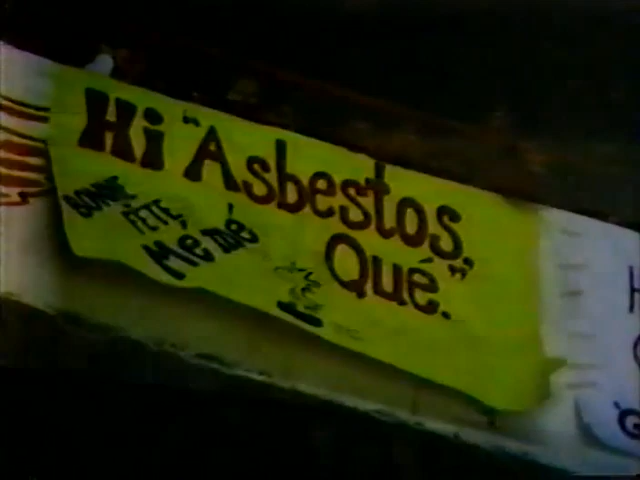 Hi "Asbestos,
Qué."
BONNE
FÊTE
Mémé
H
G